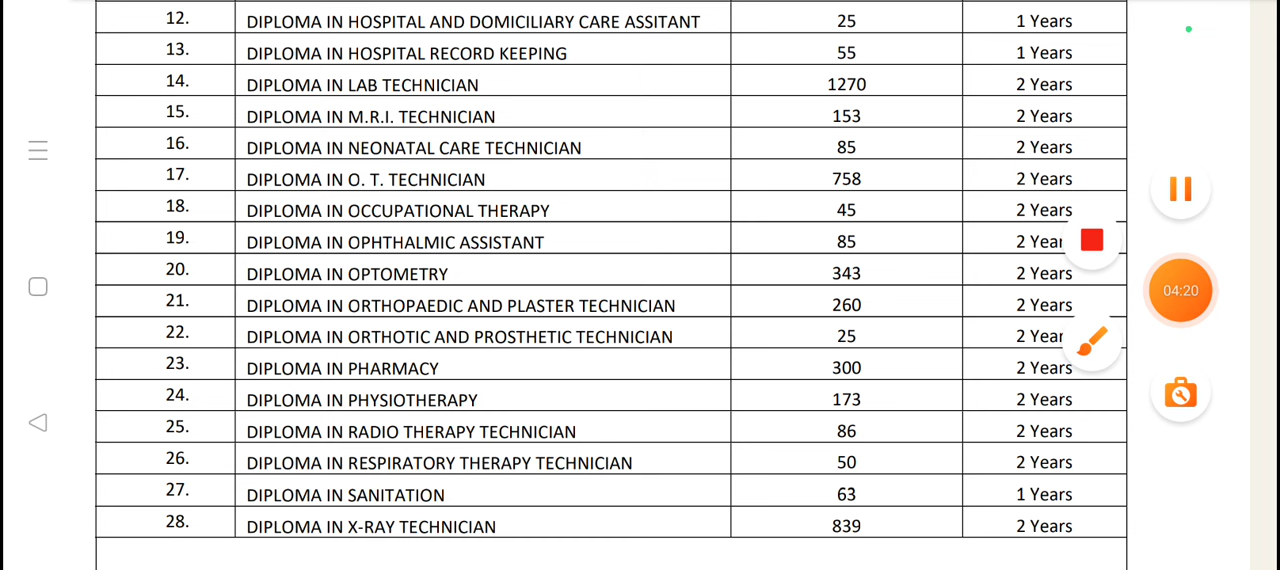 12. DIPLOMA IN HOSPITAL AND DOMICILIARY CARE ASSITANT 25 1 Years
13. DIPLOMA IN HOSPITAL RECORD KEEPING 55 1 Years
14. DIPLOMA IN LAB TECHNICIAN 1270 2 Years
15. DIPLOMA IN M.R.I. TECHNICIAN 153 2 Years
16. DIPLOMA IN NEONATAL CARE TECHNICIAN 85 2 Years
17. DIPLOMA IN O. T. TECHNICIAN 758 2 Years
18. DIPLOMA IN OCCUPATIONAL THERAPY 45 2 Years
19. DIPLOMA IN OPHTHALMIC ASSISTANT 85 2 Year
20. DIPLOMA IN OPTOMETRY 343 2 Years
04:20
21. DIPLOMA IN ORTHOPAEDIC AND PLASTER TECHNICIAN 260 2 Years
22. DIPLOMA IN ORTHOTIC AND PROSTHETIC TECHNICIAN 25 2 Year
23. DIPLOMA IN PHARMACY 300 2 Years
24. DIPLOMA IN PHYSIOTHERAPY 173 2 Years
25. DIPLOMA IN RADIO THERAPY TECHNICIAN 86 2 Years
26. DIPLOMA IN RESPIRATORY THERAPY TECHNICIAN 50 2 Years
27. DIPLOMA IN SANITATION 63 1 Years
28. DIPLOMA IN X-RAY TECHNICIAN 839 2 Years